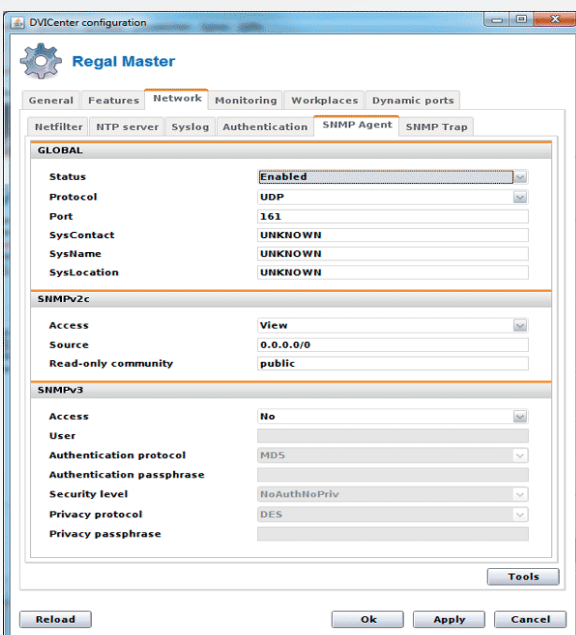 DVICenter configuration
Regal Master
General Features Network Monitoring Workplaces Dynamic ports
Netfilter NTP server Syslog Authentication SNMP Agent SNMP Trap
GLOBAL
Status Enabled
Protocol UDP
Port 161
SysContact UNKNOWN
SysName UNKNOWN
SysLocation UNKNOWN
SNMPv2c
Access View
Source 0.0.0.0/0
Read-only community public
SNMPv3
Access No
User
Authentication protocol MD5
Authentication passphrase
Security level NoAuthNoPriv
Privacy protocol DES
Privacy passphrase
Tools
Reload Ok Apply Cancel